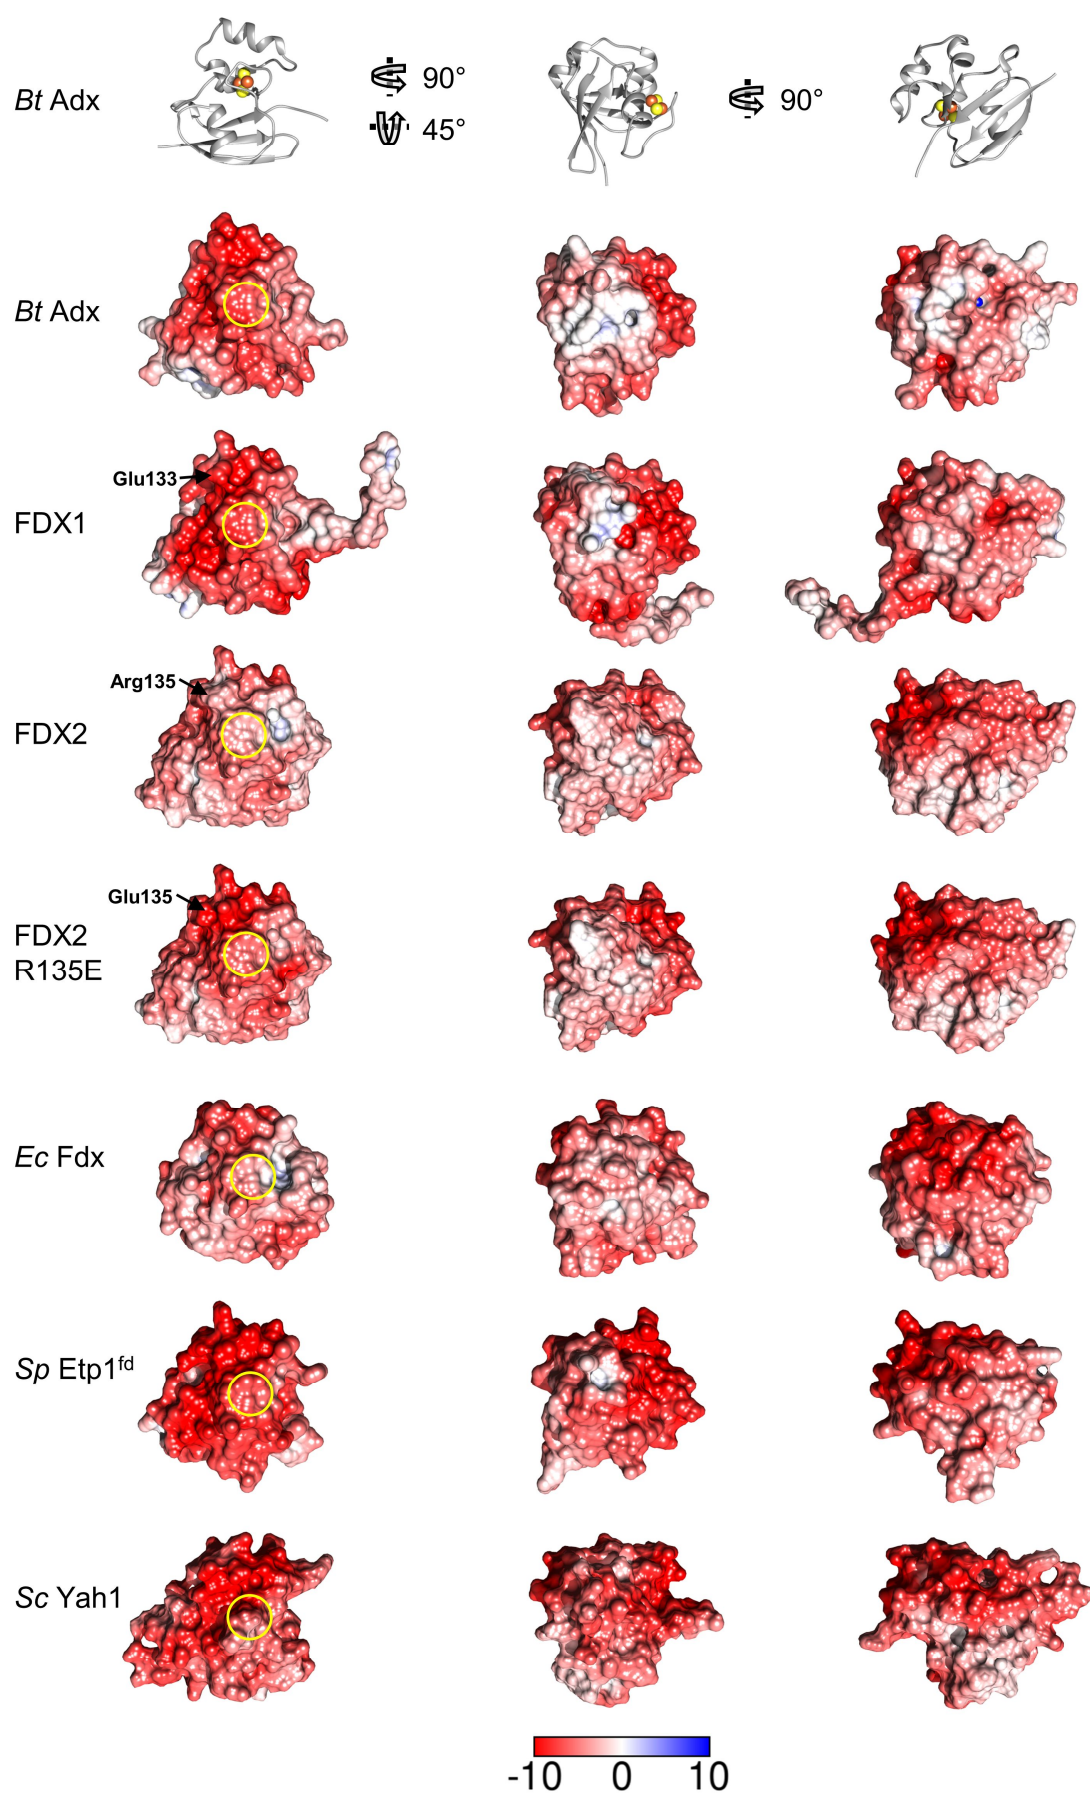 Bt Adx
90°
45°
90°
Bt Adx
Glu133
FDX1
Arg135
FDX2
Glu135
FDX2
R135E
Ec Fdx
Sp Etp1fd
Sc Yah1
-10 0 10